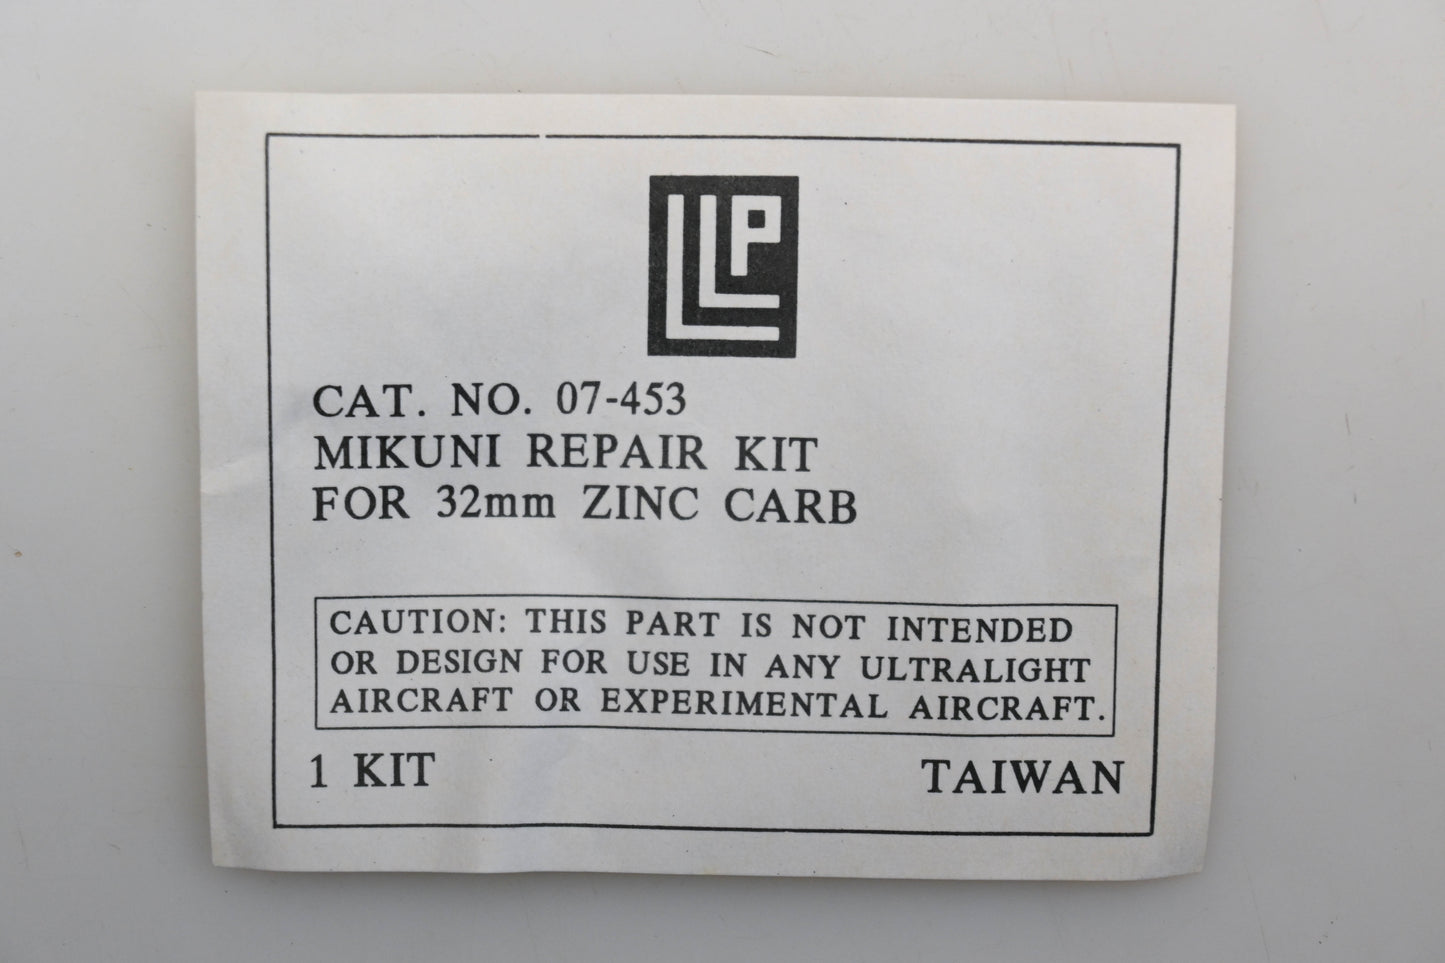 LLP
CAT. NO. 07-453
MIKUNI REPAIR KIT
FOR 32mm ZINC CARB
CAUTION: THIS PART IS NOT INTENDED
OR DESIGN FOR USE IN ANY ULTRALIGHT
AIRCRAFT OR EXPERIMENTAL AIRCRAFT.
1 KIT TAIWAN